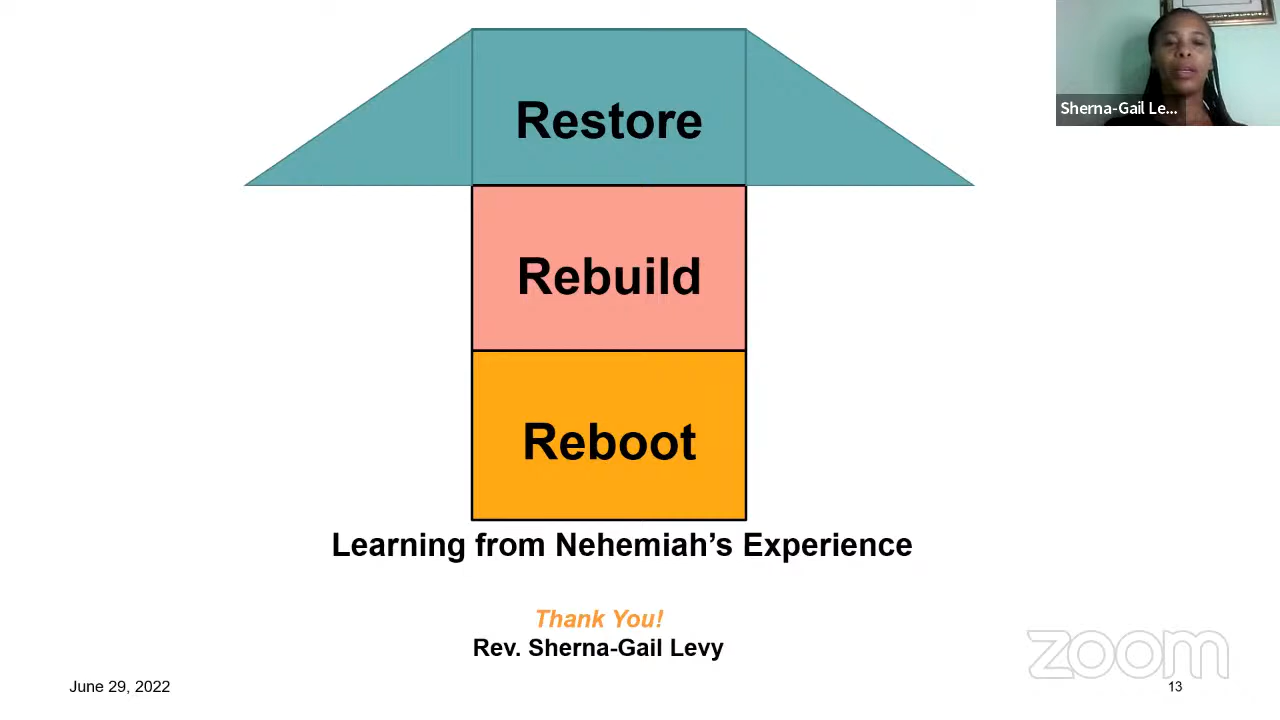 Restore
Sherna-Gail Le...
Rebuild
Reboot
Learning from Nehemiah’s Experience
Thank You!
Rev. Sherna-Gail Levy
zoom
June 29, 2022
13